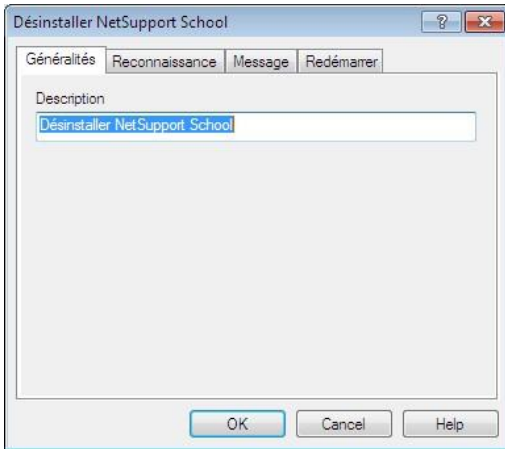 Désinstaller NetSupport School
Généralités Reconnaissance Message Redémarrer
Description
Désinstaller NetSupport School
OK Cancel Help